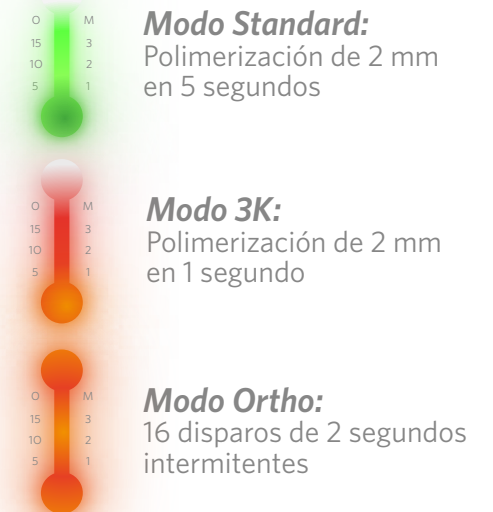 O M
15 3
10 2
5 1
Modo Standard:
Polimerización de 2 mm
en 5 segundos
O M
15 3
10 2
5 1
Modo 3K:
Polimerización de 2 mm
en 1 segundo
O M
15 3
10 2
5 1
Modo Ortho:
16 disparos de 2 segundos
intermitentes